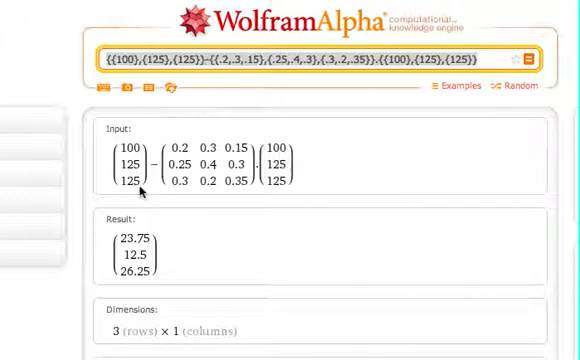 WolframAlpha computational... knowledge engine
{{100},{125},{125}}-{{.2,.3,.15},{.25,.4,.3},{.3,.2,.35}}.{{100},{125},{125}}
Examples Random
Input:
100 0.2 0.3 0.15 100
125 − 0.25 0.4 0.3 . 125
125 0.3 0.2 0.35 125
Result:
23.75
12.5
26.25
Dimensions:
3 (rows) × 1 (columns)